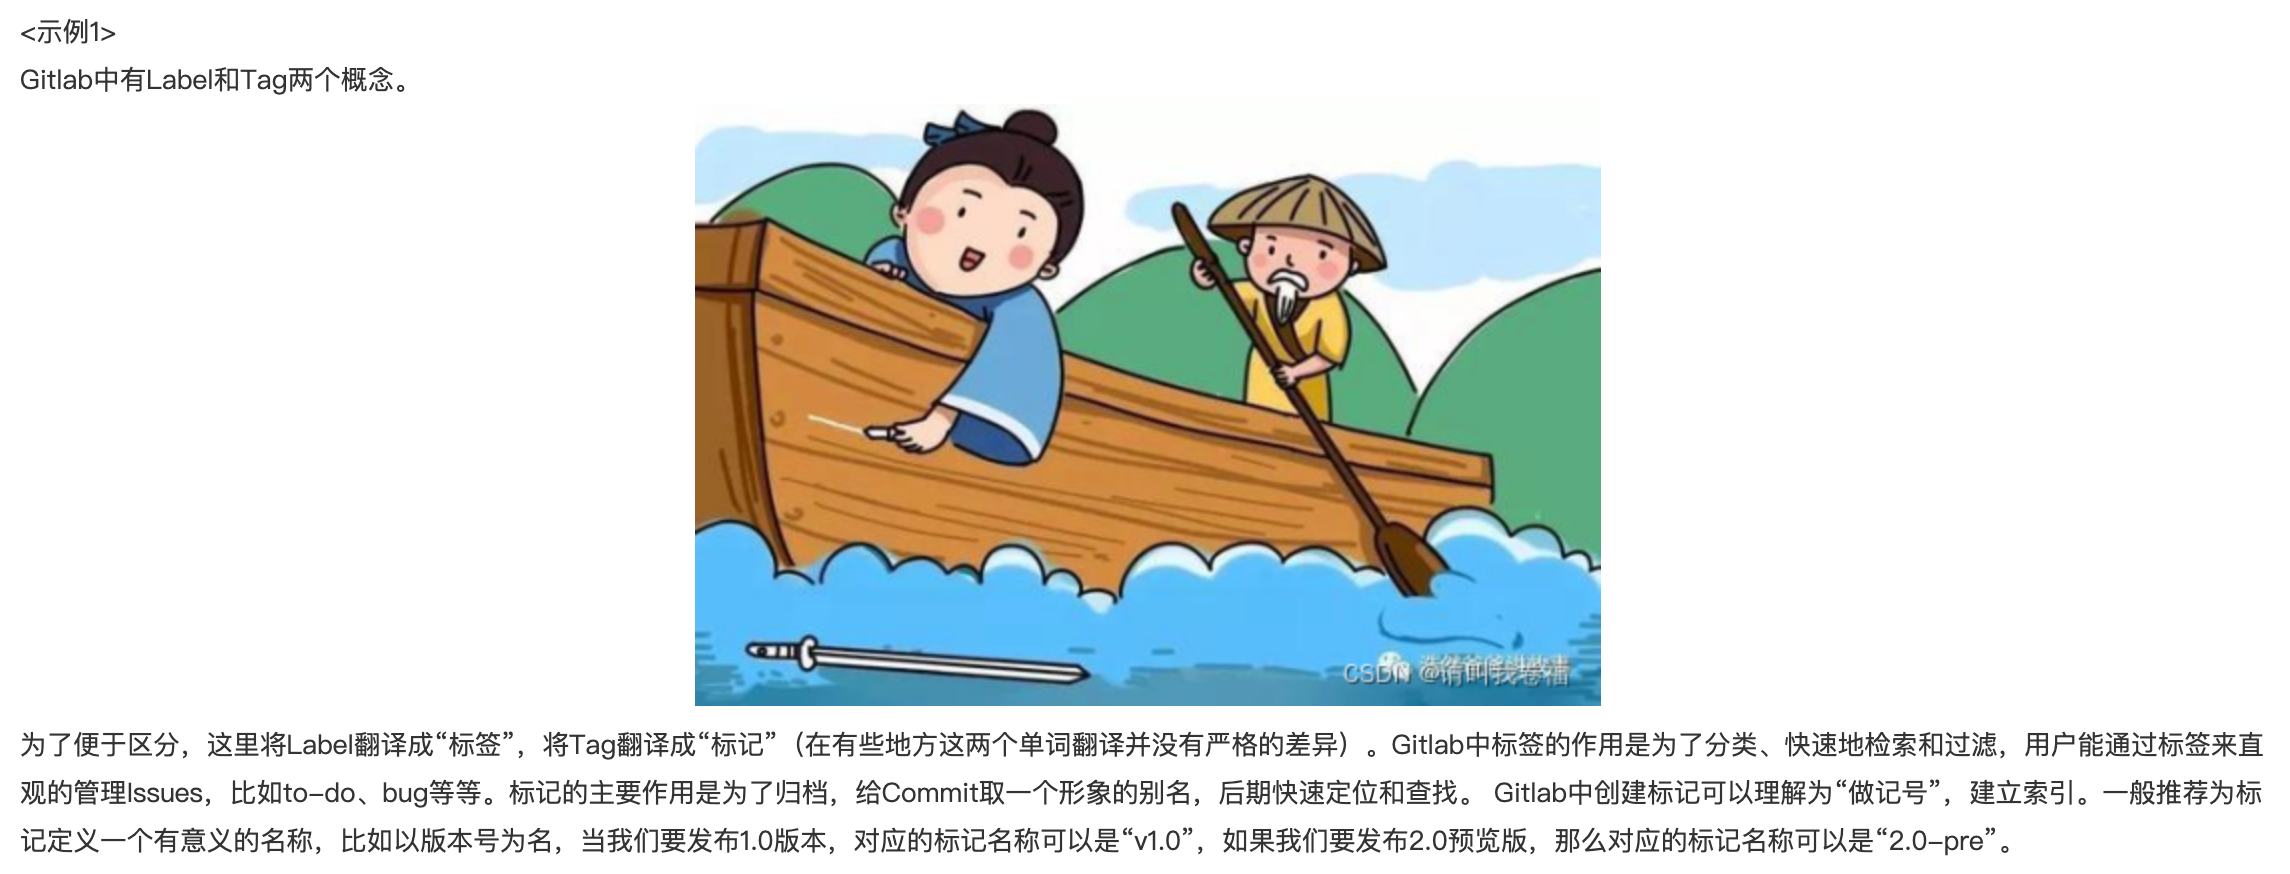 <示例1>
Gitlab中有Label和Tag两个概念。
CSDN @请叫我卷福
为了便于区分，这里将Label翻译成“标签”，将Tag翻译成“标记”（在有些地方这两个单词翻译并没有严格的差异）。Gitlab中标签的作用是为了分类、快速地检索和过滤，用户能通过标签来直
观的管理Issues，比如to-do、bug等等。标记的主要作用是为了归档，给Commit取一个形象的别名，后期快速定位和查找。 Gitlab中创建标记可以理解为“做记号”，建立索引。一般推荐为标
记定义一个有意义的名称，比如以版本号为名，当我们要发布1.0版本，对应的标记名称可以是“v1.0”，如果我们要发布2.0预览版，那么对应的标记名称可以是“2.0-pre”。